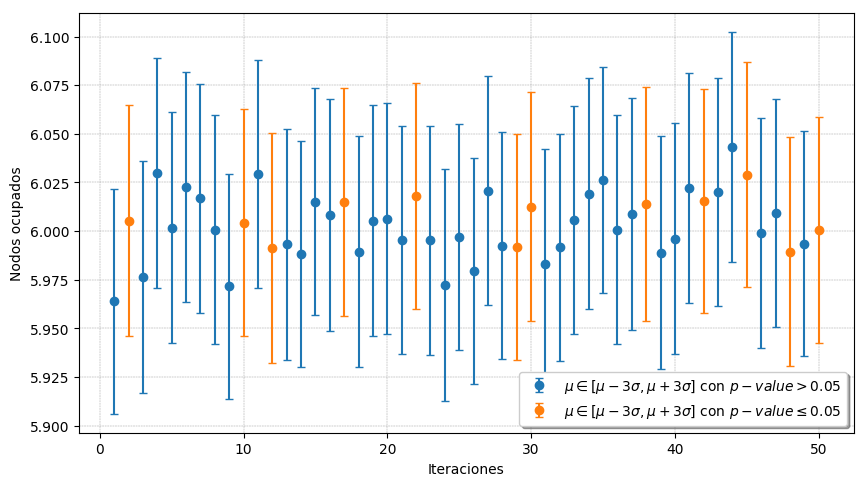 6.100
6.075
6.050
6.025
6.000
5.975
5.950
5.925
5.900
Nodos ocupados
0 10 20 30 40 50
Iteraciones
μ ∈ [μ − 3σ, μ + 3σ] con p − value > 0.05
μ ∈ [μ − 3σ, μ + 3σ] con p − value ≤ 0.05